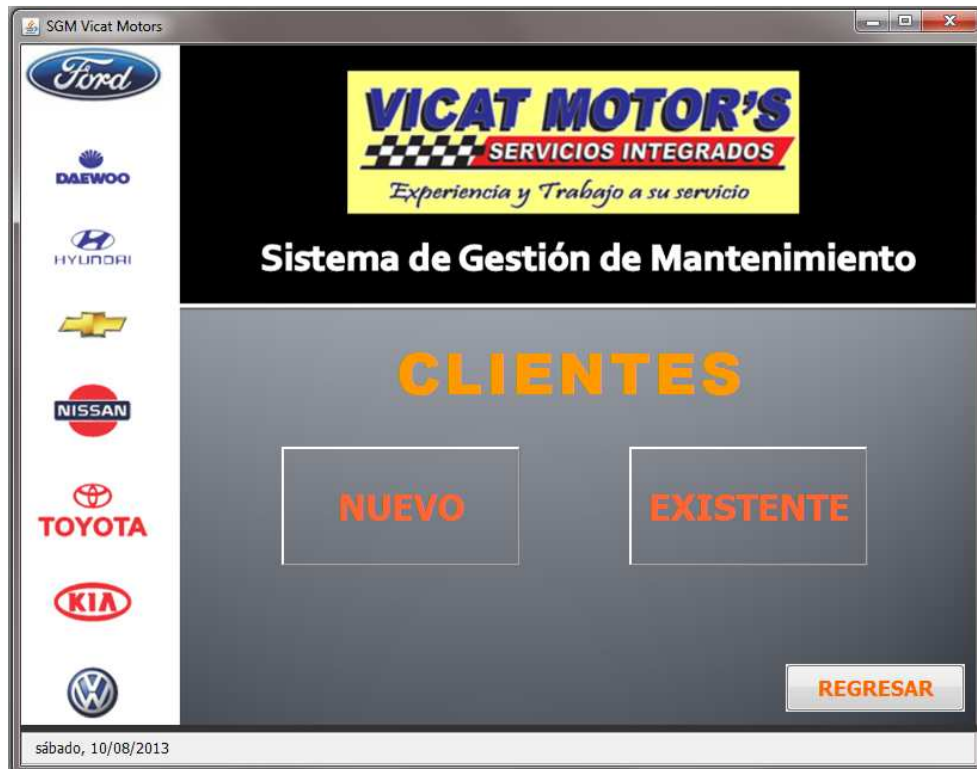 SGM Vicat Motors
Ford
DAEWOO
HYUNDAI
NISSAN
TOYOTA
KIA
VICAT MOTOR'S
SERVICIOS INTEGRADOS
Experiencia y Trabajo a su servicio
Sistema de Gestión de Mantenimiento
CLIENTES
NUEVO
EXISTENTE
REGRESAR
sábado, 10/08/2013